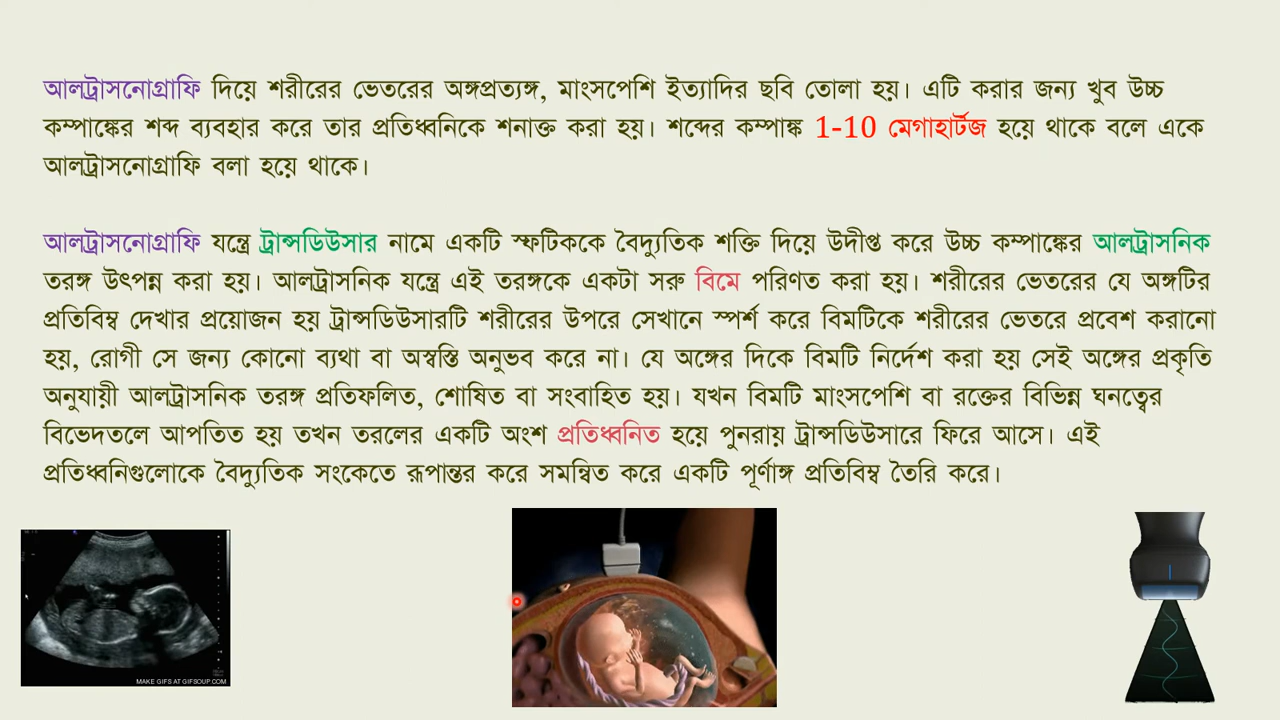 আলট্রাসনোগ্রাফি দিয়ে শরীরের ভেতরের অঙ্গপ্রত্যঙ্গ, মাংসপেশি ইত্যাদির ছবি তোলা হয়। এটি করার জন্য খুব উচ্চ
কম্পাঙ্কের শব্দ ব্যবহার করে তার প্রতিধ্বনিকে শনাক্ত করা হয়। শব্দের কম্পাঙ্ক 1-10 মেগাহার্টজ হয়ে থাকে বলে একে
আলট্রাসনোগ্রাফি বলা হয়ে থাকে।
আলট্রাসনোগ্রাফি যন্ত্রে ট্রান্সডিউসার নামে একটি স্ফটিককে বৈদ্যুতিক শক্তি দিয়ে উদীপ্ত করে উচ্চ কম্পাঙ্কের আলট্রাসনিক
তরঙ্গ উৎপন্ন করা হয়। আলট্রাসনিক যন্ত্রে এই তরঙ্গকে একটা সরু বিমে পরিণত করা হয়। শরীরের ভেতরের যে অঙ্গটির
প্রতিবিম্ব দেখার প্রয়োজন হয় ট্রান্সডিউসারটি শরীরের উপরে সেখানে স্পর্শ করে বিমটিকে শরীরের ভেতরে প্রবেশ করানো
হয়, রোগী সে জন্য কোনো ব্যথা বা অস্বস্তি অনুভব করে না। যে অঙ্গের দিকে বিমটি নির্দেশ করা হয় সেই অঙ্গের প্রকৃতি
অনুযায়ী আলট্রাসনিক তরঙ্গ প্রতিফলিত, শোষিত বা সংবাহিত হয়। যখন বিমটি মাংসপেশি বা রক্তের বিভিন্ন ঘনত্বের
বিভেদতলে আপতিত হয় তখন তরলের একটি অংশ প্রতিধ্বনিত হয়ে পুনরায় ট্রান্সডিউসারে ফিরে আসে। এই
প্রতিধ্বনিগুলোকে বৈদ্যুতিক সংকেতে রূপান্তর করে সমন্বিত করে একটি পূর্ণাঙ্গ প্রতিবিম্ব তৈরি করে।
MAKE GIFS AT GIFSOUP.COM